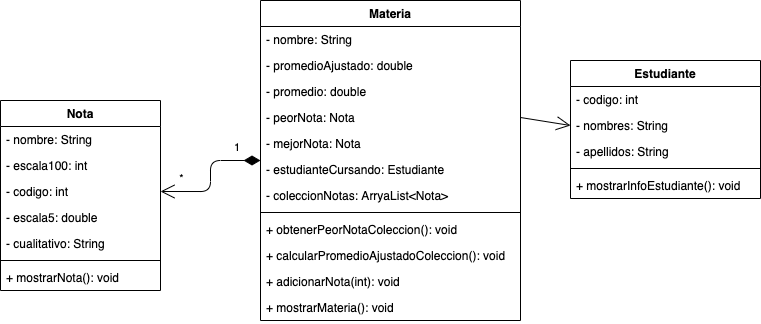 Materia
- nombre: String
- promedioAjustado: double
- promedio: double
- peorNota: Nota
- mejorNota: Nota
- estudianteCursando: Estudiante
- coleccionNotas: ArryaList<Nota>
+ obtenerPeorNotaColeccion(): void
+ calcularPromedioAjustadoColeccion(): void
+ adicionarNota(int): void
+ mostrarMateria(): void
Estudiante
- codigo: int
- nombres: String
- apellidos: String
+ mostrarInfoEstudiante(): void
Nota
- nombre: String
- escala100: int
- codigo: int
- escala5: double
- cualitativo: String
+ mostrarNota(): void
1
*